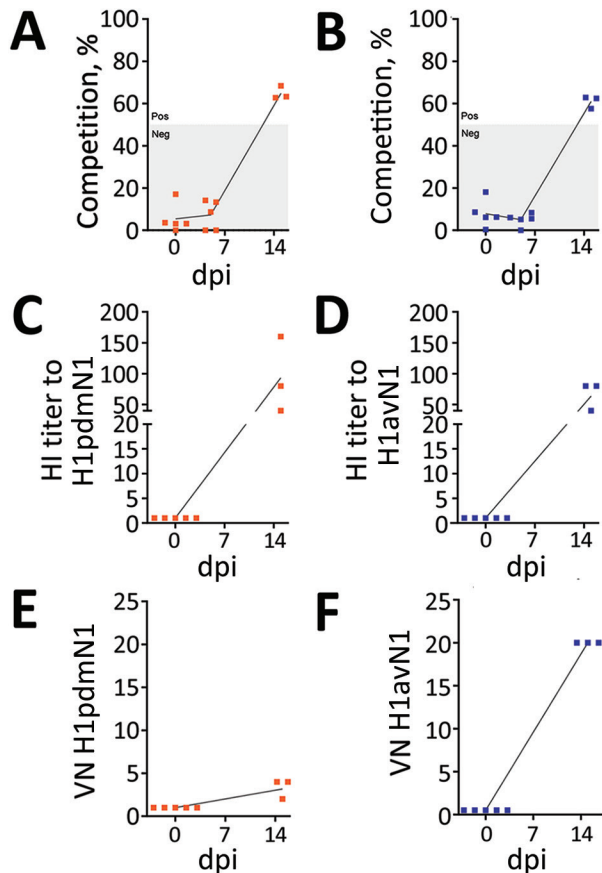 A
Competition, %
100
80
60
40
20
0
Pos
Neg
0 7 14
dpi
B
Competition, %
100
80
60
40
20
0
Pos
Neg
0 7 14
dpi
C
HI titer to
H1pdmN1
200
150
100
50
20
15
10
5
0
0 7 14
dpi
D
HI titer to
H1avN1
200
150
100
50
20
15
10
5
0
0 7 14
dpi
E
VN H1pdmN1
25
20
15
10
5
0
0 7 14
dpi
F
VN H1avN1
25
20
15
10
5
0
0 7 14
dpi